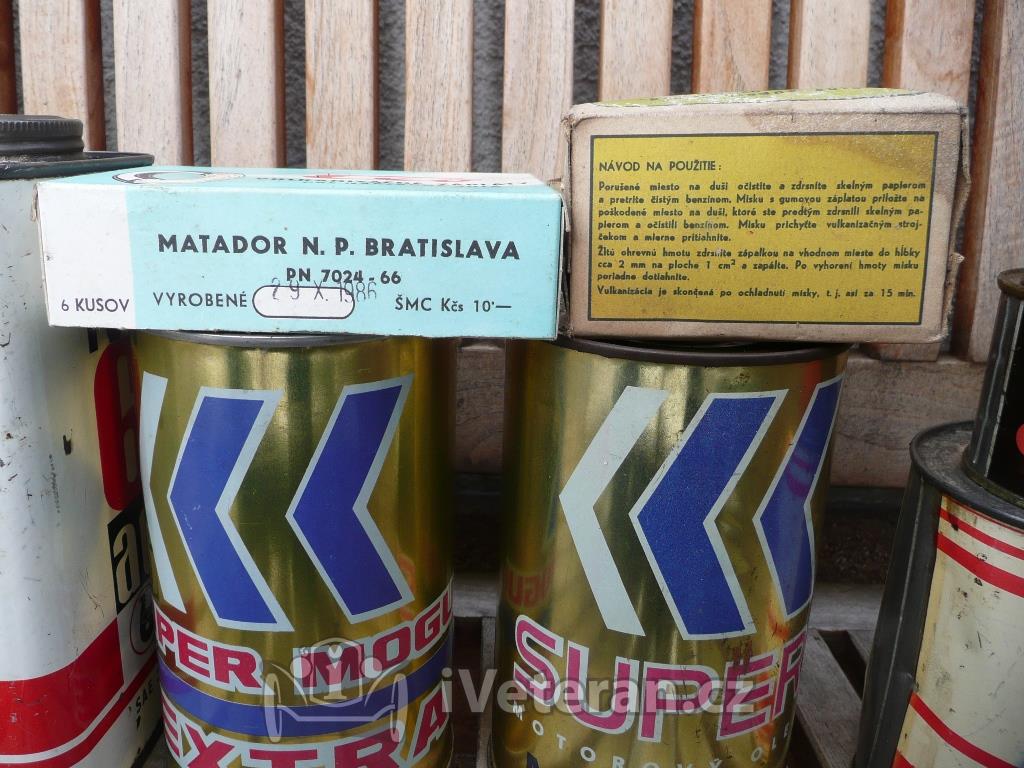 MATADOR N. P. BRATISLAVA
PN 7024-66
6 KUSOV VYROBENÉ 29 X. 1986 ŠMC Kčs 10·—
NÁVOD NA POUŽITIE:
Porušené miesto na duši očistite a zdrsnite skelným papierom
a pretrite čistým benzínom. Misku s gumovou záplatou priložte na
poškodené miesto na duši, ktoré ste predtým zdrsnili skelným pa-
pierom a očistili benzínom. Misku prichyťte vulkanizačným stroj-
čekom a mierne pritiahnite.
Žltú ohrevnú hmotu zdrsnite zápalkou na vhodnom mieste do hĺbky
cca 2 mm na ploche 1 cm² a zapáľte. Po vyhorení hmoty misku
poriadne dotiahnite.
Vulkanizácia je skončená po ochladnutí misky, t. j. asi za 15 min.
PER MOGU
EXTRA
SUPER
MOTOROVÝ OLE
SAE
iVeteran.cz